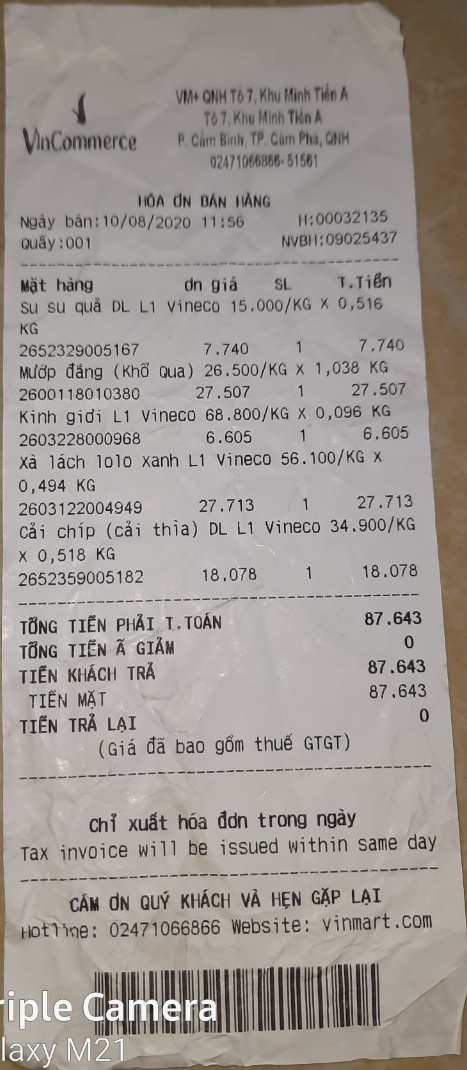 VinCommerce
VM+ QNH Tổ 7, Khu Minh Tiến A
Tổ 7, Khu Minh Tiến A
P. Cẩm Bình, TP. Cẩm Phả, QNH
02471066866-51561
HÓA ƠN BÁN HÀNG
Ngày bán:10/08/2020 11:56 H:00032135
Quầy:001 NVBH:09025437
Mặt hàng ơn giá SL T.Tiền
Su su quả DL L1 Vineco 15.000/KG X 0,516
KG
2652329005167 7.740 1 7.740
Mướp đắng (Khổ Qua) 26.500/KG X 1,038 KG
2600118010380 27.507 1 27.507
Kinh giới L1 Vineco 68.800/KG X 0,096 KG
2603228000968 6.605 1 6.605
Xà lách lolo xanh L1 Vineco 56.100/KG X
0,494 KG
2603122004949 27.713 1 27.713
Cải chíp (cải thìa) DL L1 Vineco 34.900/KG
X 0,518 KG
2652359005182 18.078 1 18.078
TỔNG TIỀN PHẢI T.TOÁN 87.643
TỔNG TIỀN Ã GIẢM 0
TIỀN KHÁCH TRẢ 87.643
TIỀN MẶT 87.643
TIỀN TRẢ LẠI 0
(Giá đã bao gồm thuế GTGT)
Chỉ xuất hóa đơn trong ngày
Tax invoice will be issued within same day
CẢM ƠN QUÝ KHÁCH VÀ HẸN GẶP LẠI
Hotline: 02471066866 Website: vinmart.com
riple Camera
laxy M21